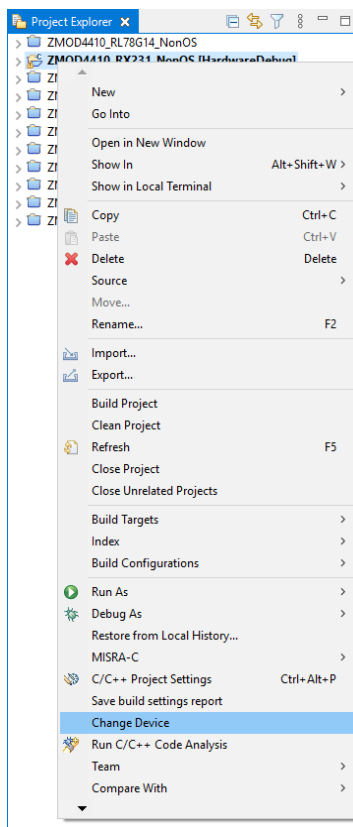 Project Explorer
ZMOD4410_RL78G14_NonOS
ZMOD4410_RX231_NonOS [HardwareDebug]
New
Go Into
Open in New Window
Show In Alt+Shift+W >
Show in Local Terminal
Copy Ctrl+C
Paste Ctrl+V
Delete Delete
Source
Move...
Rename... F2
Import...
Export...
Build Project
Clean Project
Refresh F5
Close Project
Close Unrelated Projects
Build Targets
Index
Build Configurations
Run As
Debug As
Restore from Local History...
MISRA-C
C/C++ Project Settings Ctrl+Alt+P
Save build settings report
Change Device
Run C/C++ Code Analysis
Team
Compare With